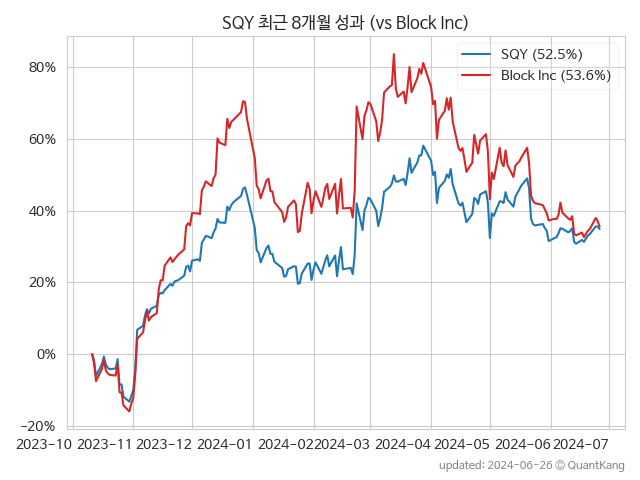 SQY 최근 8개월 성과 (vs Block Inc)
SQY (52.5%)
Block Inc (53.6%)
80%
60%
40%
20%
0%
−20%
2023−10 2023−11 2023−12 2024−01 2024−02 2024−03 2024−04 2024−05 2024−06 2024−07
updated: 2024-06-26 © QuantKang